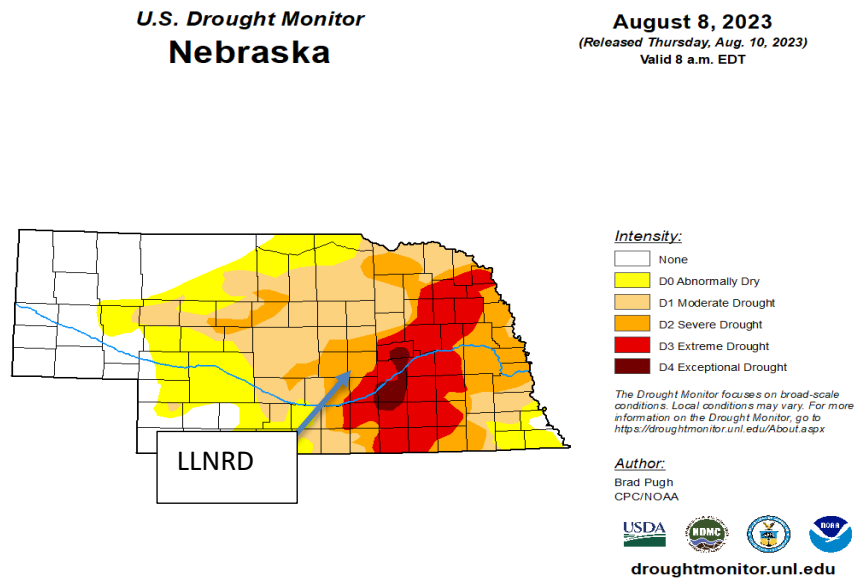 U.S. Drought Monitor
Nebraska
August 8, 2023
(Released Thursday, Aug. 10, 2023)
Valid 8 a.m. EDT
LLNRD
Intensity:
None
D0 Abnormally Dry
D1 Moderate Drought
D2 Severe Drought
D3 Extreme Drought
D4 Exceptional Drought
The Drought Monitor focuses on broad-scale
conditions. Local conditions may vary. For more
information on the Drought Monitor, go to
https://droughtmonitor.unl.edu/About.aspx
Author:
Brad Pugh
CPC/NOAA
USDA
NDMC
NOAA
droughtmonitor.unl.edu